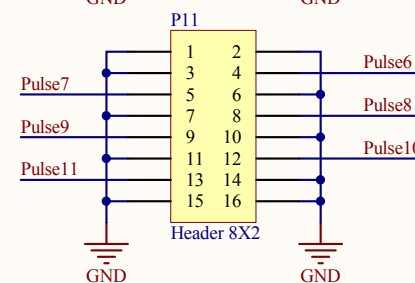 GND GND
P11
1 2
3 4 Pulse6
Pulse7 5 6
7 8 Pulse8
Pulse9 9 10
11 12 Pulse10
Pulse11 13 14
15 16
Header 8X2
GND GND